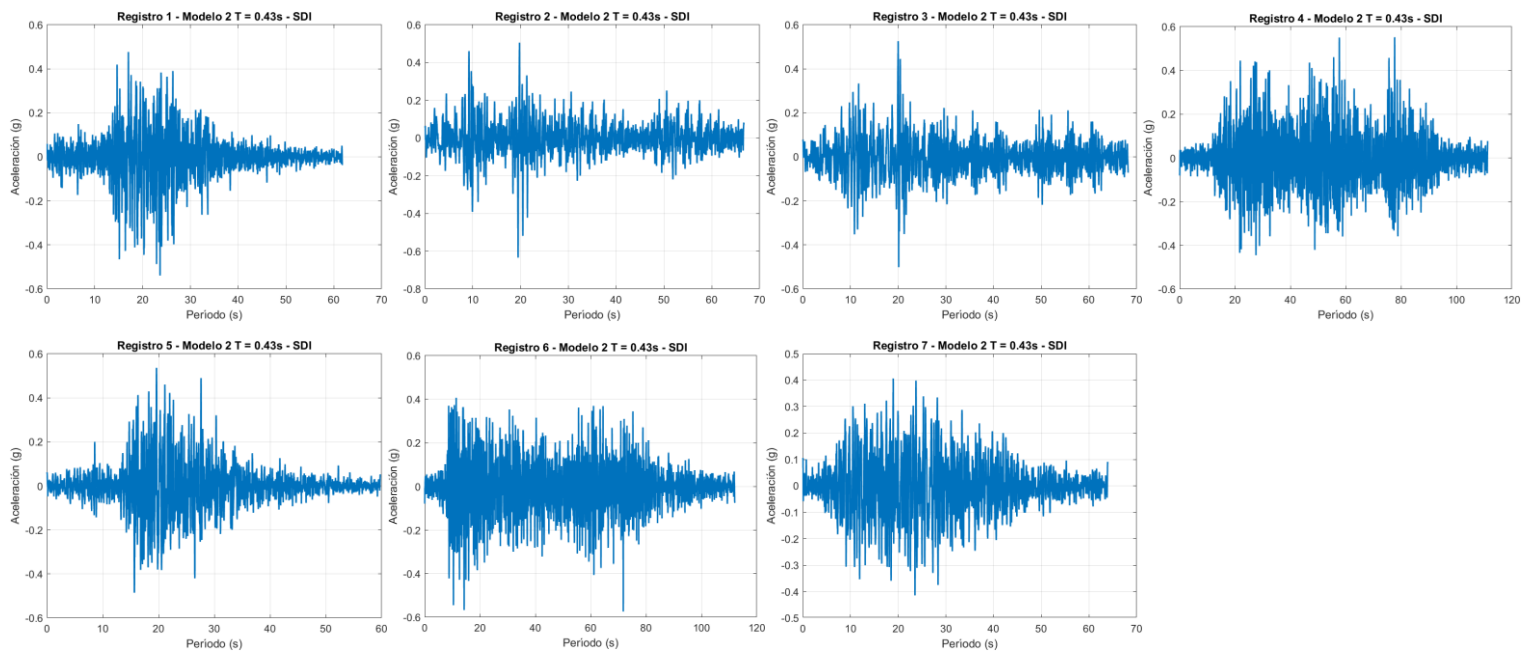 Registro 1 - Modelo 2 T = 0.43s - SDI
Aceleración (g)
0.6
0.4
0.2
0
-0.2
-0.4
-0.6
0 10 20 30 40 50 60 70
Perìodo (s)
Registro 2 - Modelo 2 T = 0.43s - SDI
Aceleración (g)
0.6
0.4
0.2
0
-0.2
-0.4
-0.6
-0.8
0 10 20 30 40 50 60 70
Perìodo (s)
Registro 3 - Modelo 2 T = 0.43s - SDI
Aceleración (g)
0.6
0.4
0.2
0
-0.2
-0.4
-0.6
0 10 20 30 40 50 60 70
Perìodo (s)
Registro 4 - Modelo 2 T = 0.43s - SDI
Aceleración (g)
0.6
0.4
0.2
0
-0.2
-0.4
-0.6
0 20 40 60 80 100 120
Perìodo (s)
Registro 5 - Modelo 2 T = 0.43s - SDI
Aceleración (g)
0.6
0.4
0.2
0
-0.2
-0.4
-0.6
0 10 20 30 40 50 60
Perìodo (s)
Registro 6 - Modelo 2 T = 0.43s - SDI
Aceleración (g)
0.6
0.4
0.2
0
-0.2
-0.4
-0.6
0 20 40 60 80 100 120
Perìodo (s)
Registro 7 - Modelo 2 T = 0.43s - SDI
Aceleración (g)
0.5
0.4
0.3
0.2
0.1
0
-0.1
-0.2
-0.3
-0.4
-0.5
0 10 20 30 40 50 60 70
Perìodo (s)